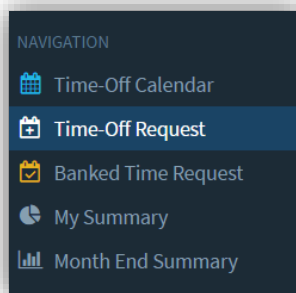 NAVIGATION
Time-Off Calendar
Time-Off Request
Banked Time Request
My Summary
Month End Summary